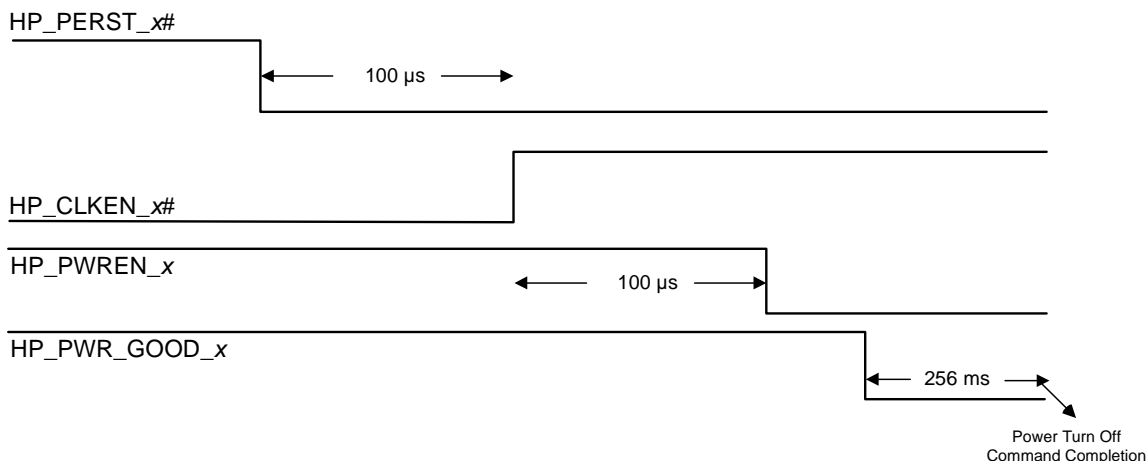 HP_PERST_x#
100 µs
HP_CLKEN_x#
HP_PWREN_x
100 µs
HP_PWR_GOOD_x
256 ms
Power Turn Off
Command Completion